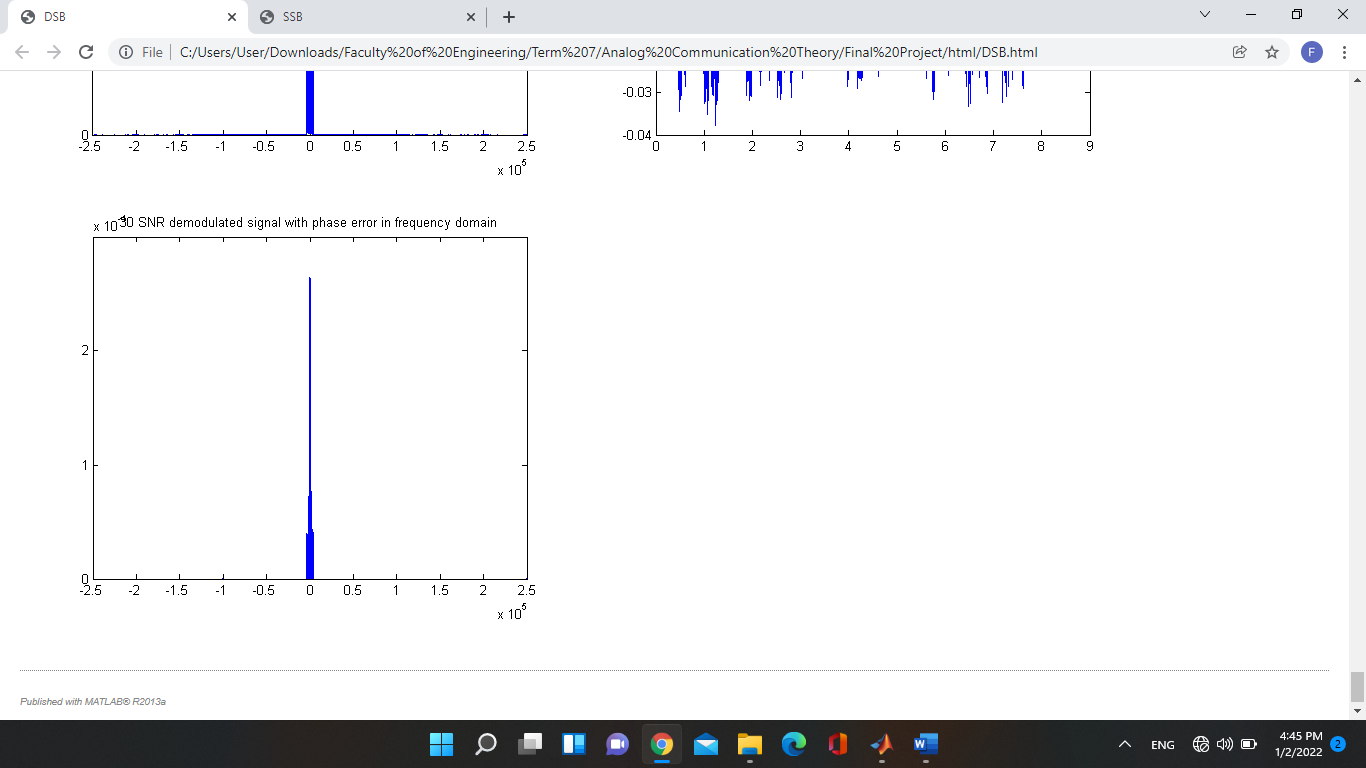 DSB
SSB
File
C:/Users/User/Downloads/Faculty%20of%20Engineering/Term%207/Analog%20Communication%20Theory/Final%20Project/html/DSB.html
F
0
-2.5 -2 -1.5 -1 -0.5 0 0.5 1 1.5 2 2.5
x 10^5
-0.03
-0.04
0 1 2 3 4 5 6 7 8 9
x 10
30 SNR demodulated signal with phase error in frequency domain
2
1
0
-2.5 -2 -1.5 -1 -0.5 0 0.5 1 1.5 2 2.5
x 10^5
Published with MATLAB® R2013a
ENG
4:45 PM
1/2/2022
2